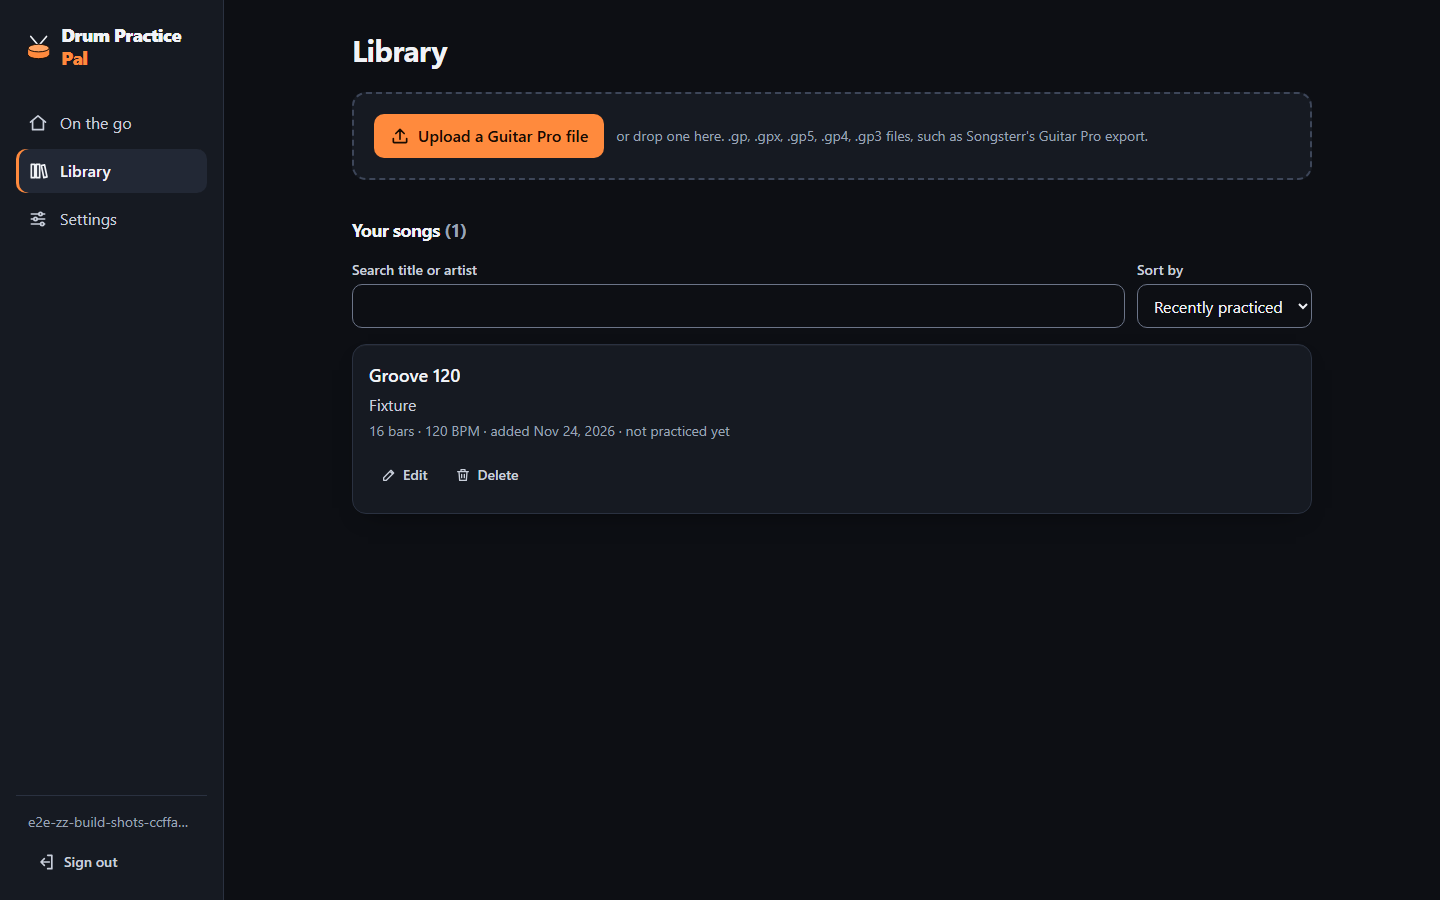 Drum Practice
Pal
On the go
Library
Settings
e2e-zz-build-shots-ccffa...
Sign out
Library
Upload a Guitar Pro file
or drop one here. .gp, .gpx, .gp5, .gp4, .gp3 files, such as Songsterr's Guitar Pro export.
Your songs (1)
Search title or artist
Sort by
Recently practiced
Groove 120
Fixture
16 bars · 120 BPM · added Nov 24, 2026 · not practiced yet
Edit
Delete